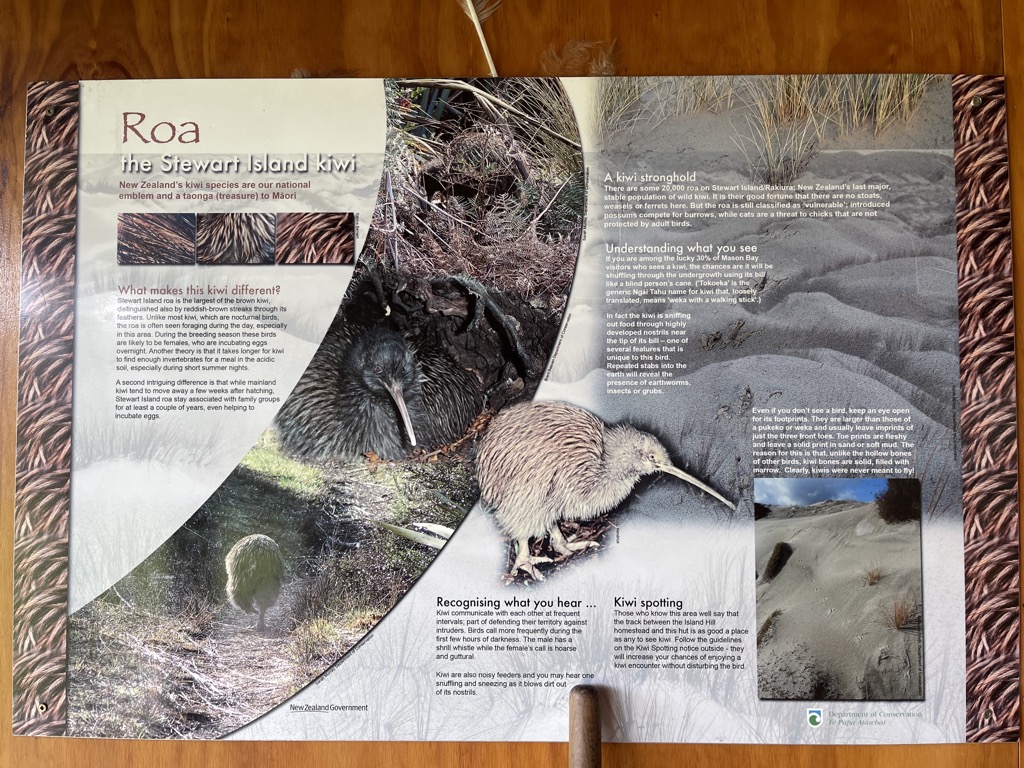 Roa
the Stewart Island kiwi
New Zealand's kiwi species are our national
emblem and a taonga (treasure) to Māori
What makes this kiwi different?
Stewart Island roa is the largest of the brown kiwi,
distinguished also by reddish-brown streaks through its
feathers. Unlike most kiwi, which are nocturnal birds,
the roa is often seen foraging during the day, especially
in this area. During the breeding season these birds
are likely to be females, who are incubating eggs
overnight. Another theory is that it takes longer for kiwi
to find enough invertebrates for a meal in the acidic
soil, especially during short summer nights.
A second intriguing difference is that while mainland
kiwi tend to move away a few weeks after hatching,
Stewart Island roa stay associated with family groups
for at least a couple of years, even helping to
incubate eggs.
A kiwi stronghold
There are some 20,000 roa on Stewart Island/Rakiura; New Zealand's last major,
stable population of wild kiwi. It is their good fortune that there are no stoats,
weasels or ferrets here. But the roa is still classified as 'vulnerable'; introduced
possums compete for burrows, while cats are a threat to chicks that are not
protected by adult birds.
Understanding what you see
If you are among the lucky 30% of Mason Bay
visitors who sees a kiwi, the chances are it will be
shuffling through the undergrowth using its bill
like a blind person's cane. ('Tokoeka' is the
generic Ngai Tahu name for kiwi that, loosely
translated, means 'weka with a walking stick'.)
In fact the kiwi is sniffing
out food through highly
developed nostrils near
the tip of its bill – one of
several features that is
unique to this bird.
Repeated stabs into the
earth will reveal the
presence of earthworms,
insects or grubs.
Even if you don't see a bird, keep an eye open
for its footprints. They are larger than those of
a pukeko or weka and usually leave imprints of
just the three front toes. Toe prints are fleshy
and leave a solid print in sand or soft mud. The
reason for this is that, unlike the hollow bones
of other birds, kiwi bones are solid, filled with
marrow. Clearly, kiwis were never meant to fly!
Recognising what you hear ...
Kiwi communicate with each other at frequent
intervals; part of defending their territory against
intruders. Birds call more frequently during the
first few hours of darkness. The male has a
shrill whistle while the female's call is hoarse
and guttural.
Kiwi are also noisy feeders and you may hear one
snuffling and sneezing as it blows dirt out
of its nostrils.
Kiwi spotting
Those who know this area well say that
the track between the Island Hill
homestead and this hut is as good a place
as any to see kiwi. Follow the guidelines
on the Kiwi Spotting notice outside - they
will increase your chances of enjoying a
kiwi encounter without disturbing the bird.
New Zealand Government
Department of Conservation
Te Papa Atawhai